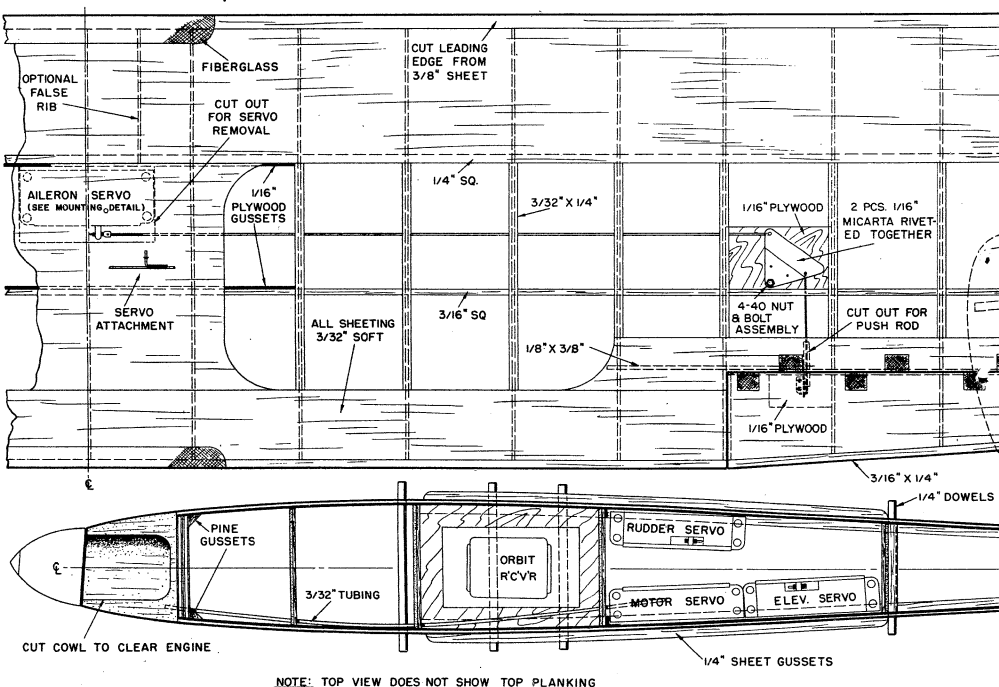 FIBERGLASS
CUT LEADING
EDGE FROM
3/8" SHEET
OPTIONAL
FALSE
RIB
CUT OUT
FOR SERVO
REMOVAL
1/4" SQ.
AILERON SERVO
(SEE MOUNTING DETAIL)
1/16"
PLYWOOD
GUSSETS
3/32" X 1/4"
1/16" PLYWOOD
2 PCS. 1/16"
MICARTA RIVET-
ED TOGETHER
SERVO
ATTACHMENT
3/16" SQ
4-40 NUT
& BOLT
ASSEMBLY
CUT OUT FOR
PUSH ROD
ALL SHEETING
3/32" SOFT
1/8" X 3/8"
1/16" PLYWOOD
3/16" X 1/4"
℄
1/4" DOWELS
PINE
GUSSETS
RUDDER SERVO
ORBIT
R'C'V'R
℄
3/32" TUBING
MOTOR SERVO
ELEV. SERVO
CUT COWL TO CLEAR ENGINE
1/4" SHEET GUSSETS
NOTE: TOP VIEW DOES NOT SHOW TOP PLANKING